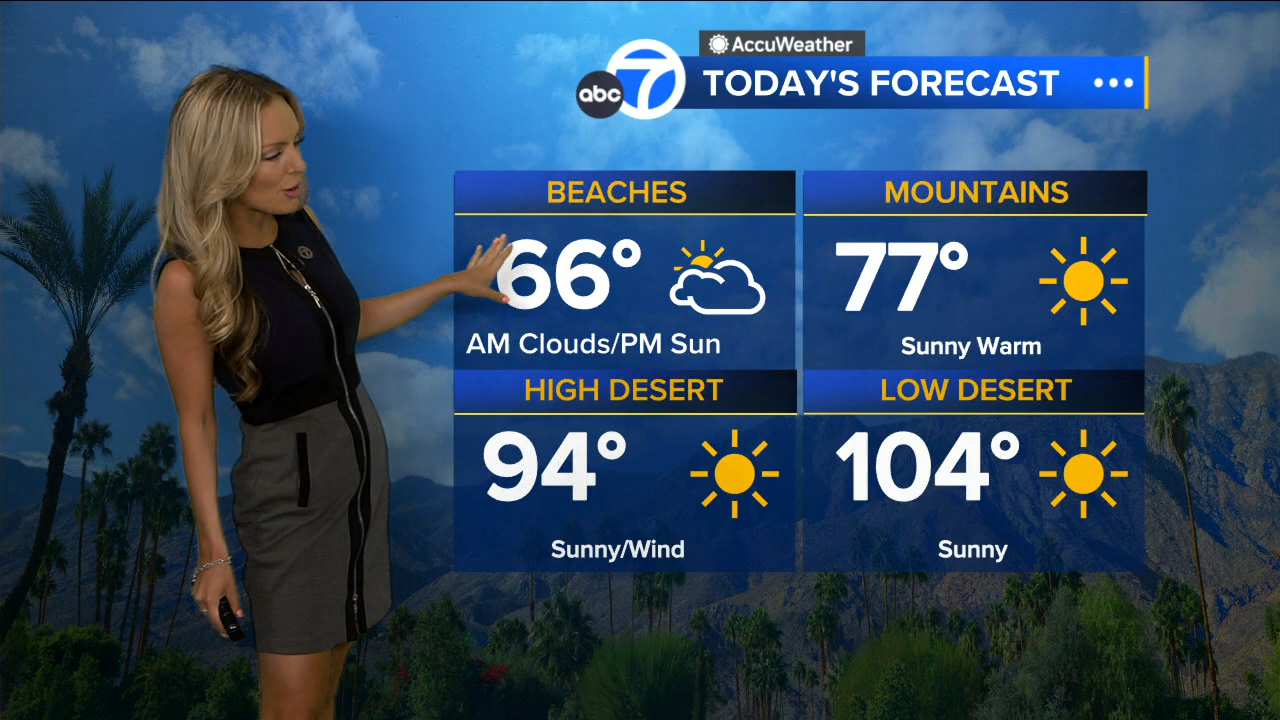 AccuWeather
abc 7 TODAY'S FORECAST
BEACHES
66°
AM Clouds/PM Sun
MOUNTAINS
77°
Sunny Warm
HIGH DESERT
94°
Sunny/Wind
LOW DESERT
104°
Sunny